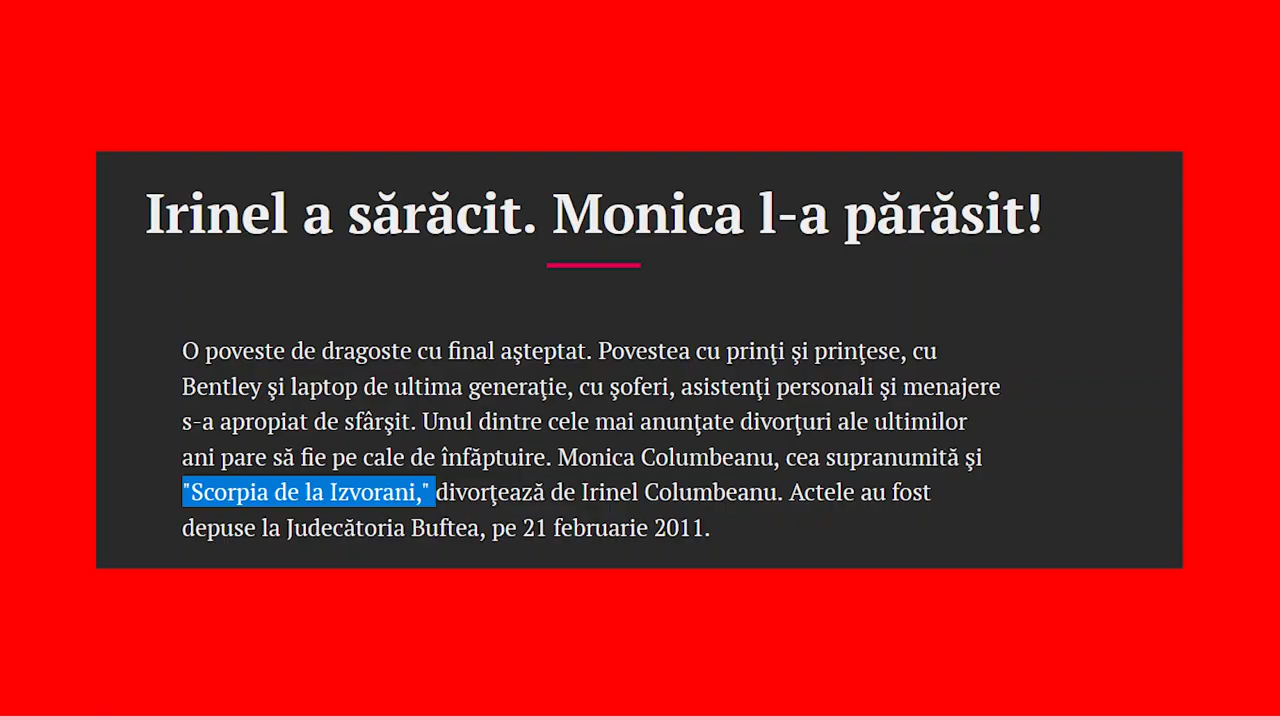 Irinel a sărăcit. Monica l-a părăsit!
O poveste de dragoste cu final aşteptat. Povestea cu prinţi şi prinţese, cu
Bentley şi laptop de ultima generaţie, cu şoferi, asistenţi personali şi menajere
s-a apropiat de sfârşit. Unul dintre cele mai anunţate divorţuri ale ultimilor
ani pare să fie pe cale de înfăptuire. Monica Columbeanu, cea supranumită şi
"Scorpia de la Izvorani," divorţează de Irinel Columbeanu. Actele au fost
depuse la Judecătoria Buftea, pe 21 februarie 2011.